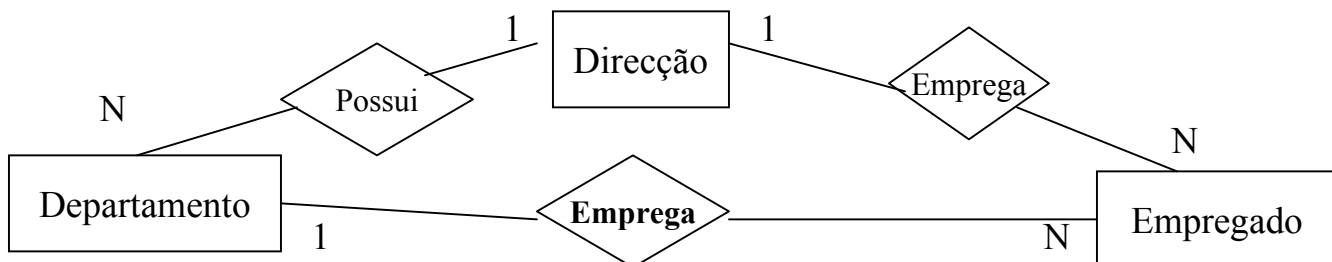 1
Direcção
1
Possui
Emprega
N
N
Departamento
Emprega
Empregado
1
N